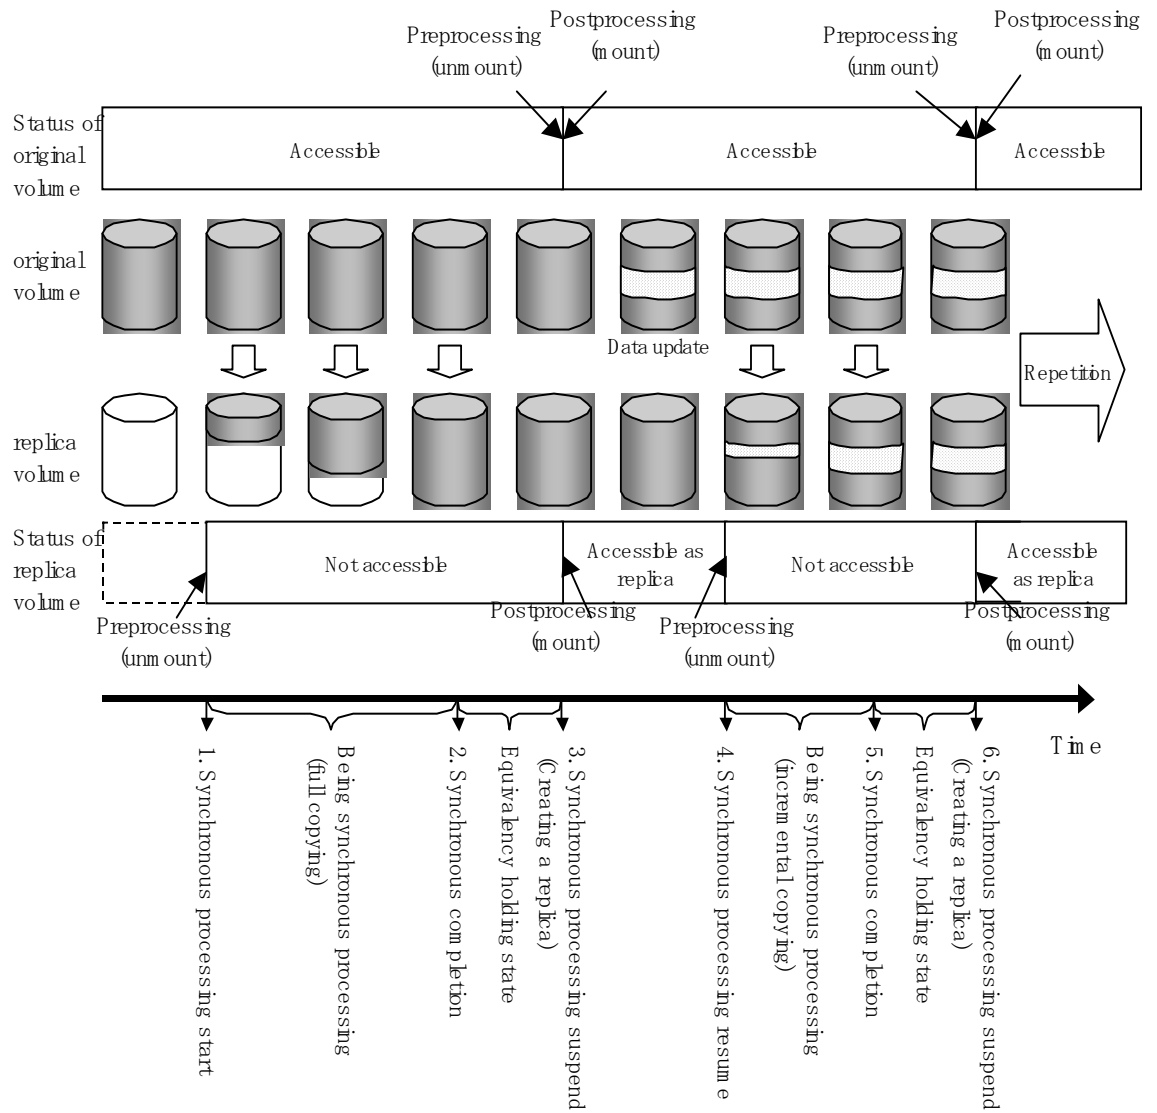 Preprocessing
(unmount)
Postprocessing
(mount)
Preprocessing
(unmount)
Postprocessing
(mount)
Status of
original
volume
Accessible
Accessible
Accessible
original
volume
Data update
Repetition
replica
volume
Status of
replica
volume
Not accessible
Accessible as
replica
Not accessible
Accessible
as replica
Preprocessing
(unmount)
Postprocessing
(mount)
Preprocessing
(unmount)
Postprocessing
(mount)
Time
1. Synchronous processing start
Being synchronous processing
(full copying)
2. Synchronous completion
Equivalency holding state
3. Synchronous processing suspend
(Creating a replica)
4. Synchronous processing resume
Being synchronous processing
(incremental copying)
5. Synchronous completion
Equivalency holding state
6. Synchronous processing suspend
(Creating a replica)